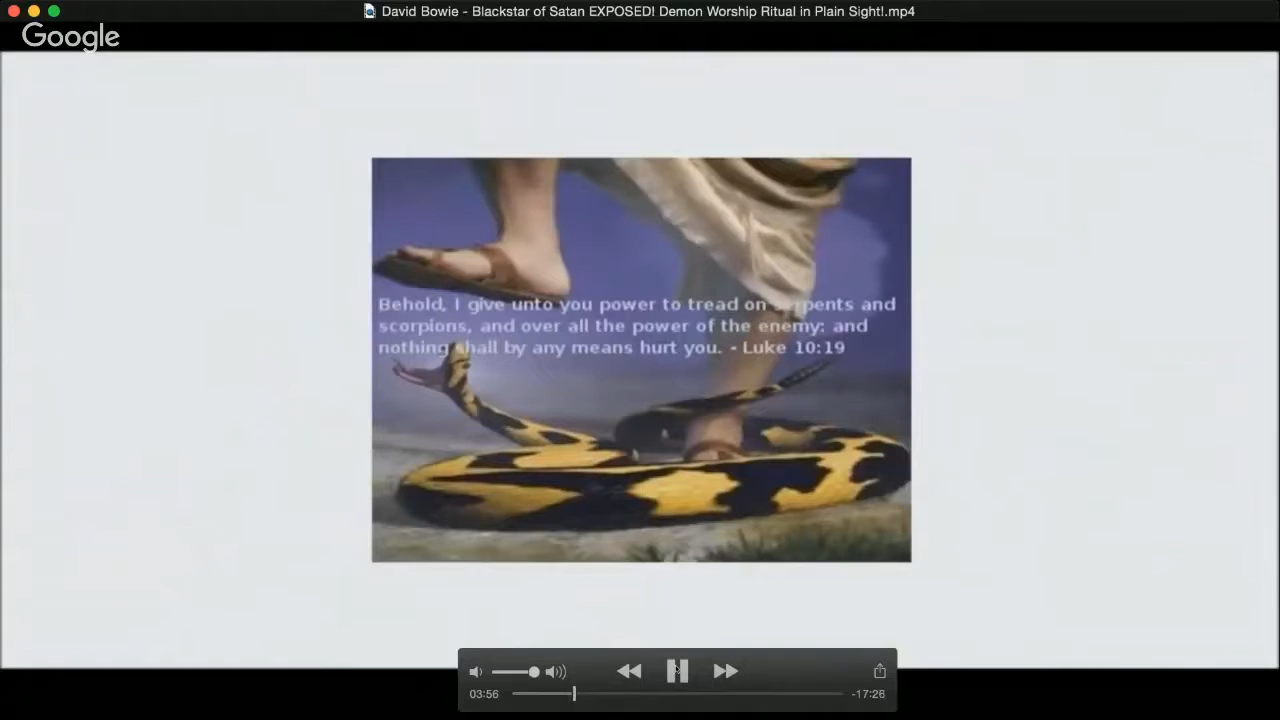 David Bowie - Blackstar of Satan EXPOSED! Demon Worship Ritual in Plain Sight!.mp4
Google
Behold, I give unto you power to tread on serpents and
scorpions, and over all the power of the enemy: and
nothing shall by any means hurt you. - Luke 10:19
03:56
-17:26